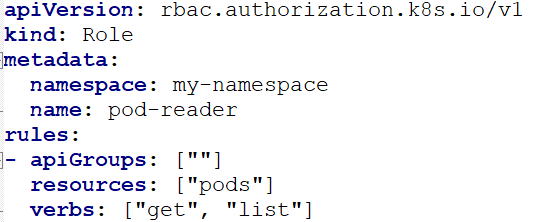 apiVersion: rbac.authorization.k8s.io/v1
kind: Role
metadata:
  namespace: my-namespace
  name: pod-reader
rules:
- apiGroups: [""]
  resources: ["pods"]
  verbs: ["get", "list"]